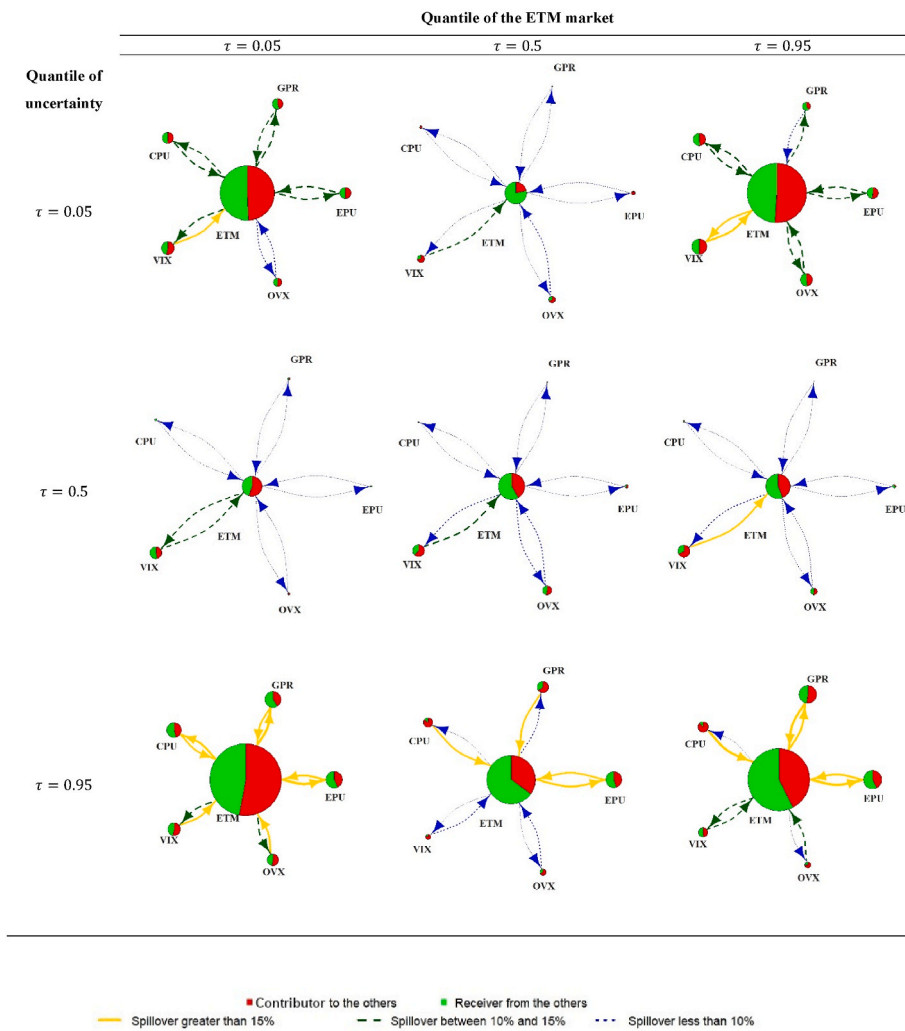 Quantile of the ETM market
τ = 0.05 τ = 0.5 τ = 0.95
Quantile of
uncertainty
GPR GPR GPR
CPU CPU CPU
EPU EPU EPU
τ = 0.05
ETM ETM ETM
VIX VIX VIX
OVX OVX OVX
GPR GPR GPR
CPU CPU CPU
τ = 0.5
EPU EPU EPU
ETM ETM ETM
VIX VIX VIX
OVX OVX OVX
GPR GPR GPR
CPU CPU CPU
τ = 0.95
EPU EPU EPU
ETM ETM ETM
VIX VIX VIX
OVX OVX OVX
Contributor to the others Receiver from the others
Spillover greater than 15% Spillover between 10% and 15% Spillover less than 10%